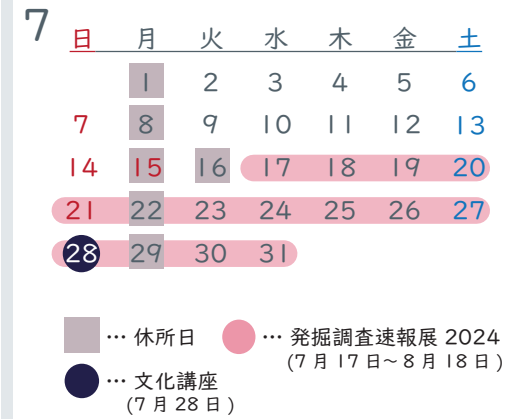 7
日 月 火 水 木 金 土
1 2 3 4 5 6
7 8 9 10 11 12 13
14 15 16 17 18 19 20
21 22 23 24 25 26 27
28 29 30 31
… 休所日 … 発掘調査速報展 2024
(7月17日～8月18日)
… 文化講座
(7月28日)